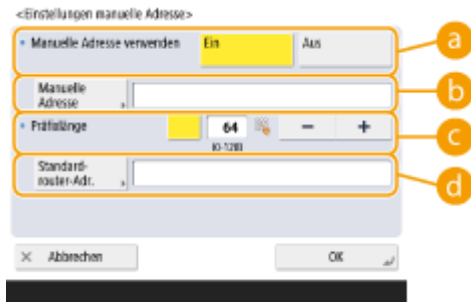 <Einstellungen manuelle Adresse>
Manuelle Adresse verwenden Ein Aus a
Manuelle Adresse b
Präfixlänge 64 − + c
(0-128)
Standard-router-Adr. d
× Abbrechen OK